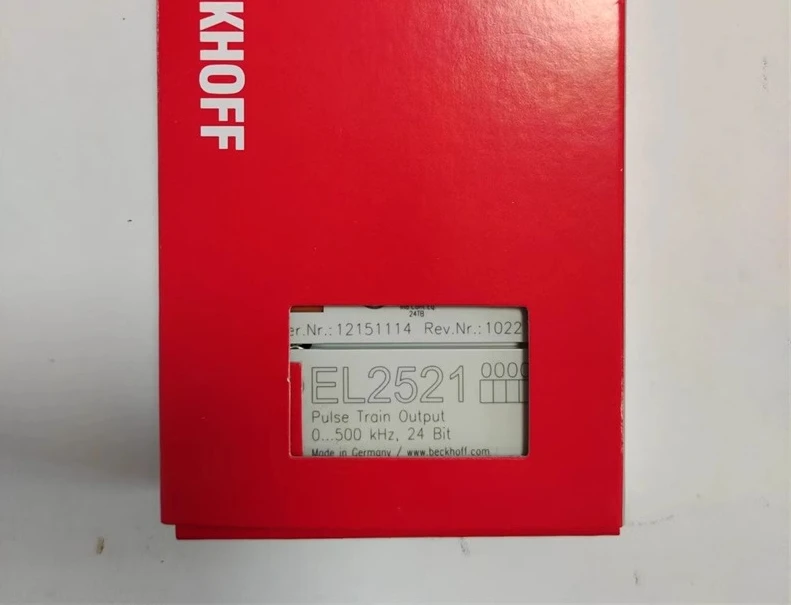 KHOFF
24TB
er.Nr.: 12151114 Rev.Nr.: 1022
EL2521 0000
Pulse Train Output
0...500 kHz, 24 Bit
Made in Germany / www.beckhoff.com